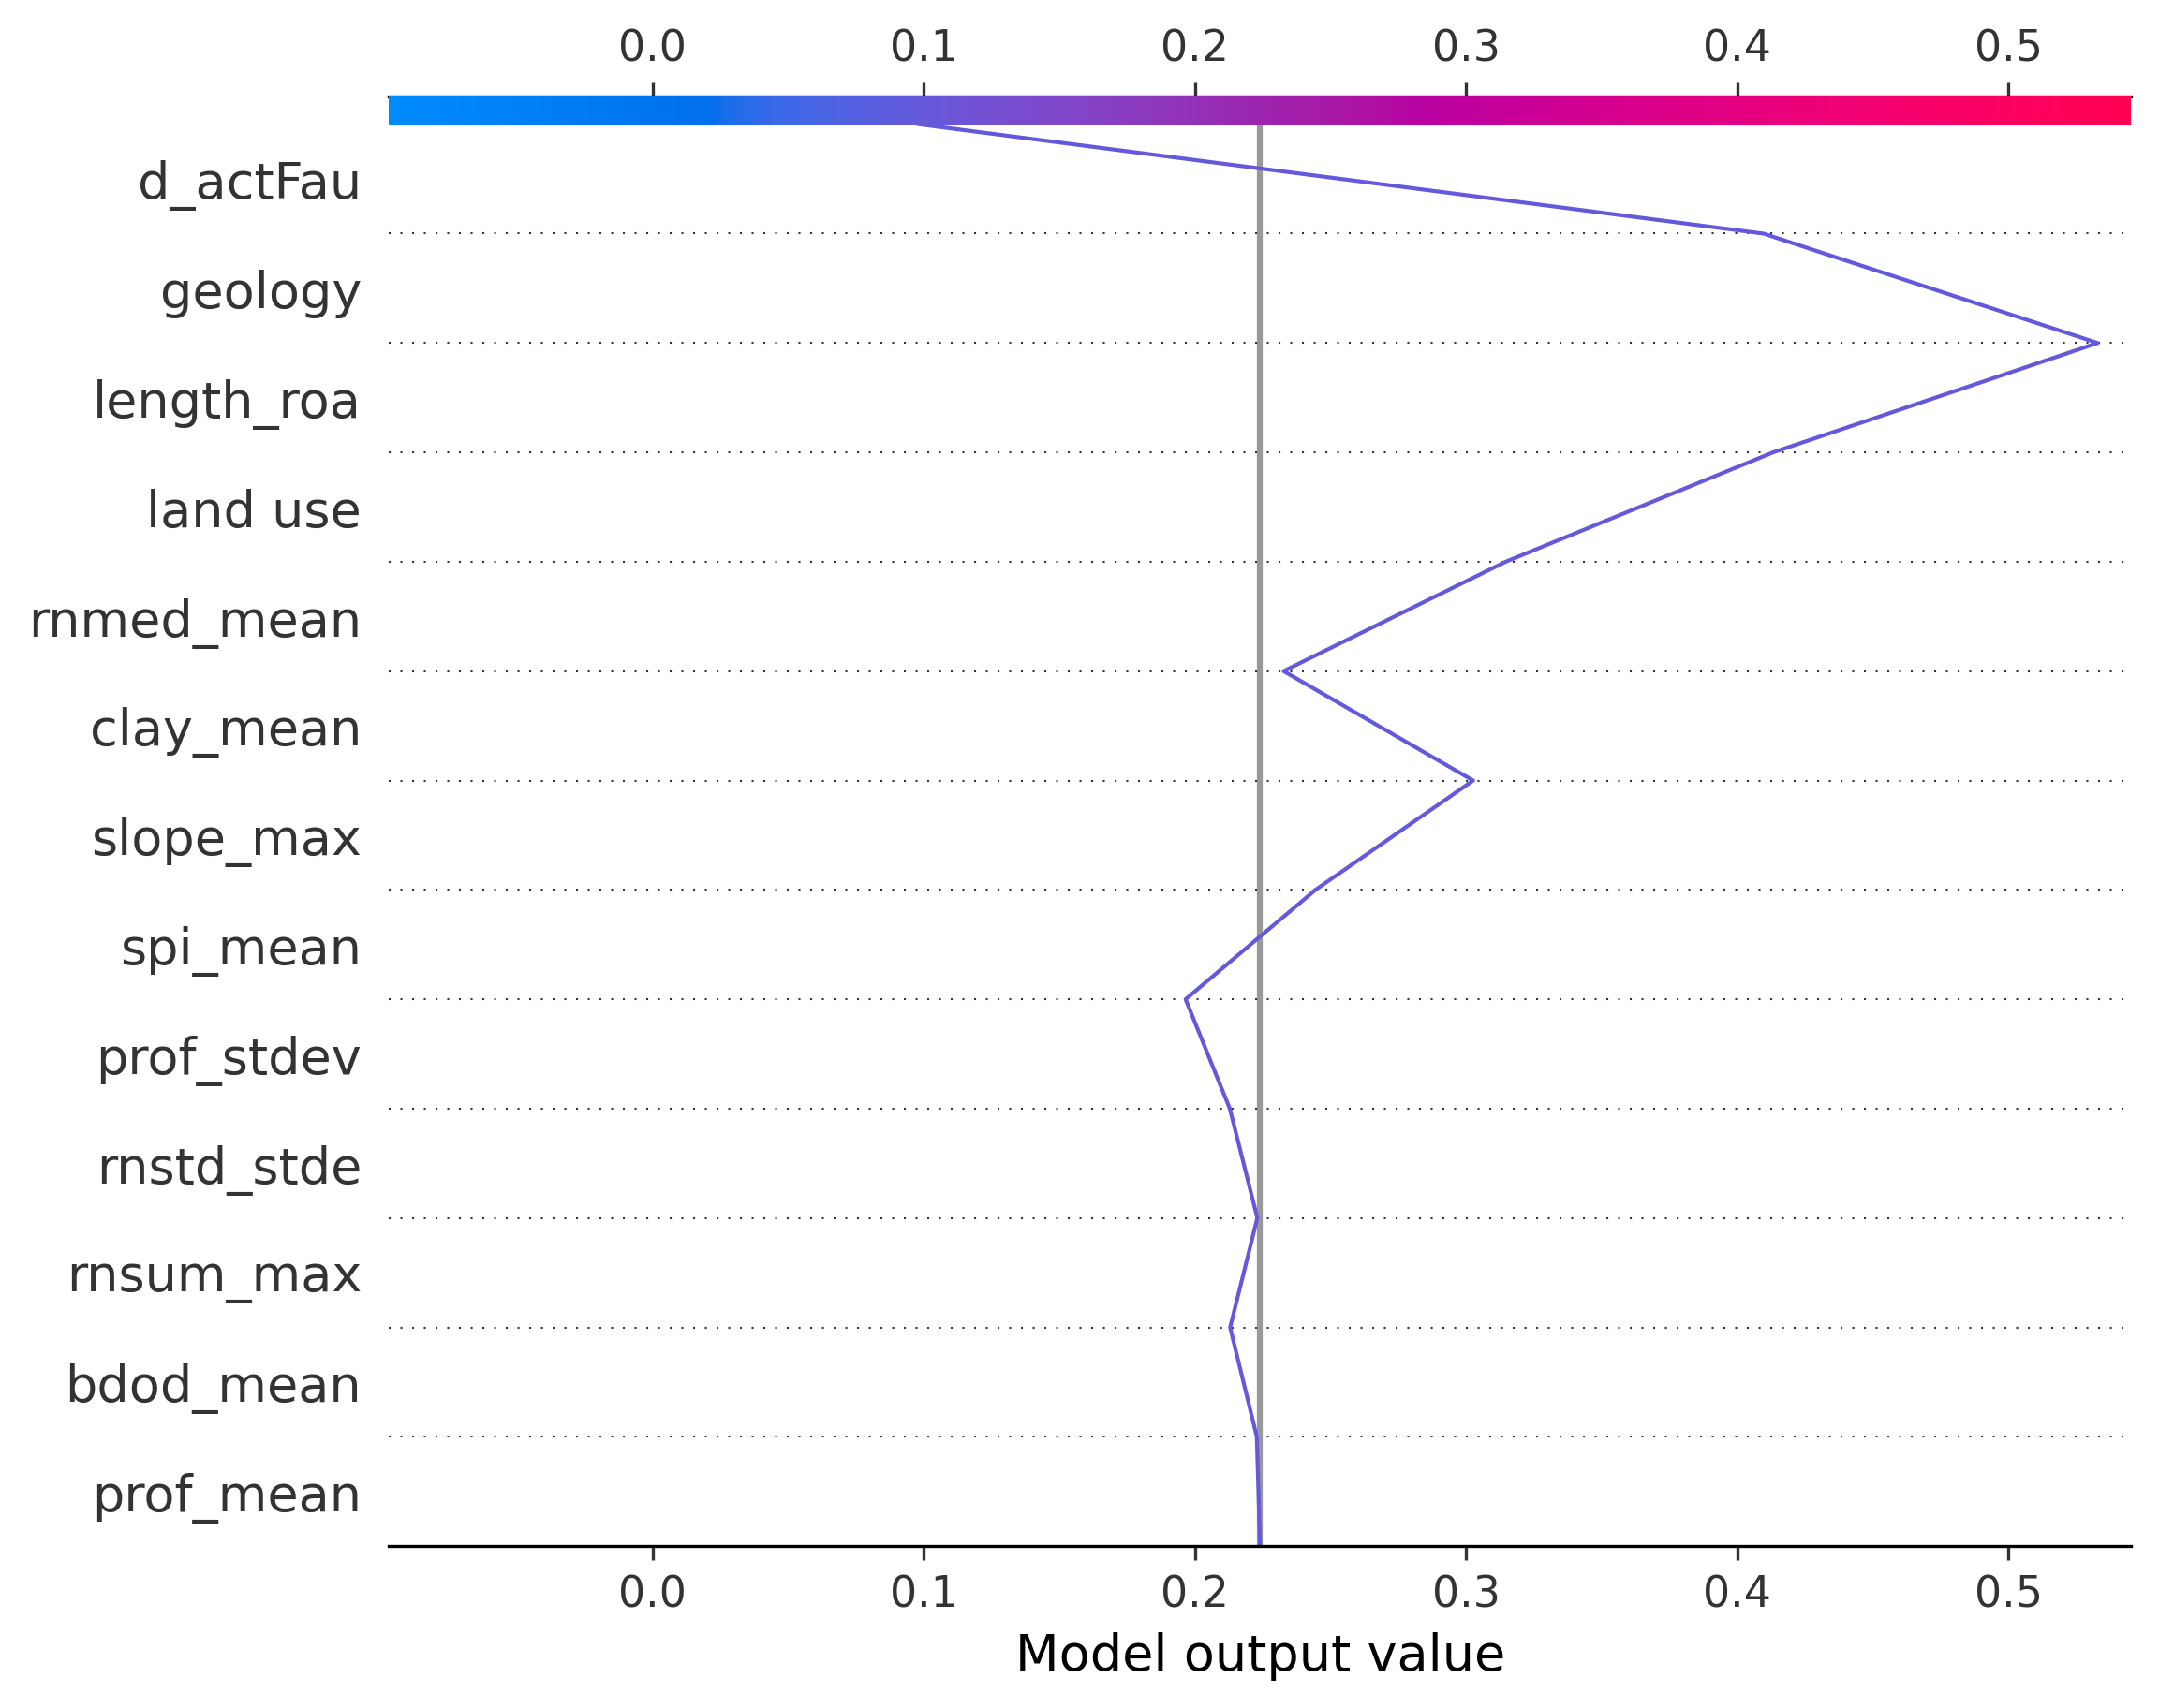 0.0 0.1 0.2 0.3 0.4 0.5
d_actFau
geology
length_roa
land use
rnmed_mean
clay_mean
slope_max
spi_mean
prof_stdev
rnstd_stde
rnsum_max
bdod_mean
prof_mean
0.0 0.1 0.2 0.3 0.4 0.5
Model output value